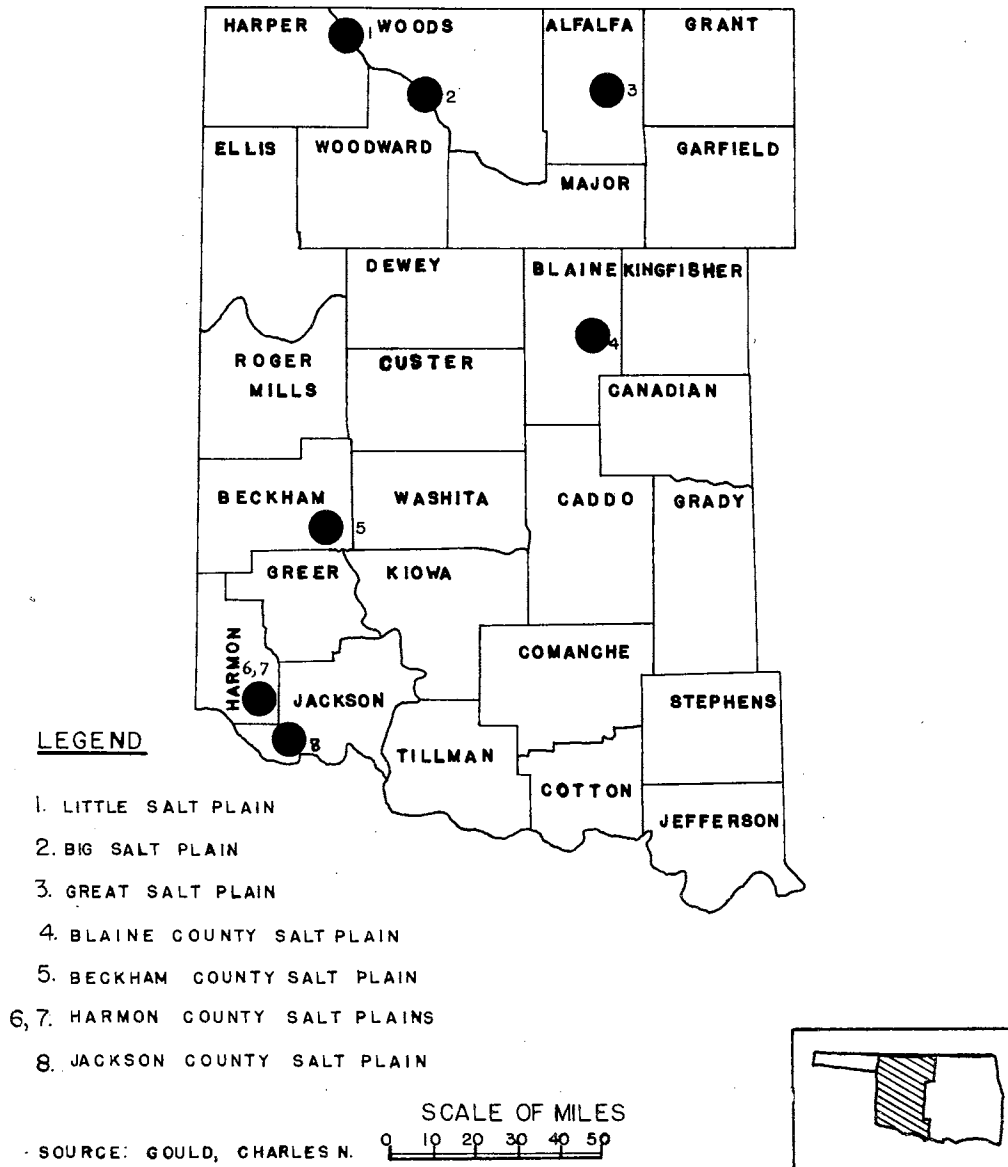 HARPER
WOODS
ALFALFA
GRANT
1
2
3
ELLIS
WOODWARD
GARFIELD
MAJOR
DEWEY
BLAINE
KINGFISHER
4
ROGER
MILLS
CUSTER
CANADIAN
BECKHAM
WASHITA
CADDO
GRADY
5
GREER
KIOWA
HARMON
COMANCHE
6,7
JACKSON
STEPHENS
8
TILLMAN
COTTON
JEFFERSON
LEGEND
1. LITTLE SALT PLAIN
2. BIG SALT PLAIN
3. GREAT SALT PLAIN
4. BLAINE COUNTY SALT PLAIN
5. BECKHAM COUNTY SALT PLAIN
6,7. HARMON COUNTY SALT PLAINS
8. JACKSON COUNTY SALT PLAIN
SCALE OF MILES
0 10 20 30 40 50
SOURCE: GOULD, CHARLES N.